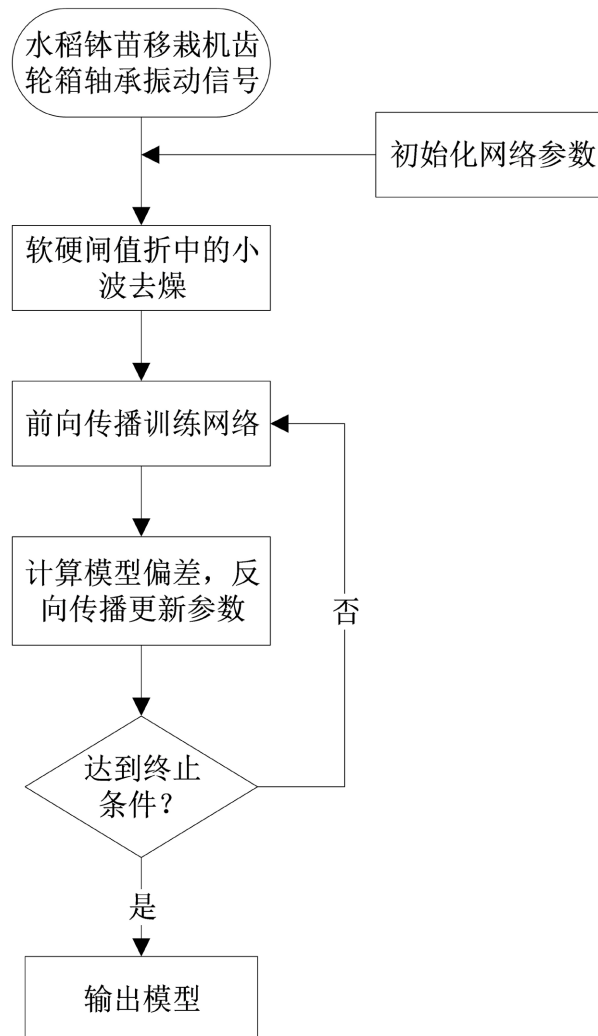 水稻钵苗移栽机齿
轮箱轴承振动信号
初始化网络参数
软硬闸值折中的小
波去燥
前向传播训练网络
计算模型偏差，反
向传播更新参数
否
达到终止
条件？
是
输出模型